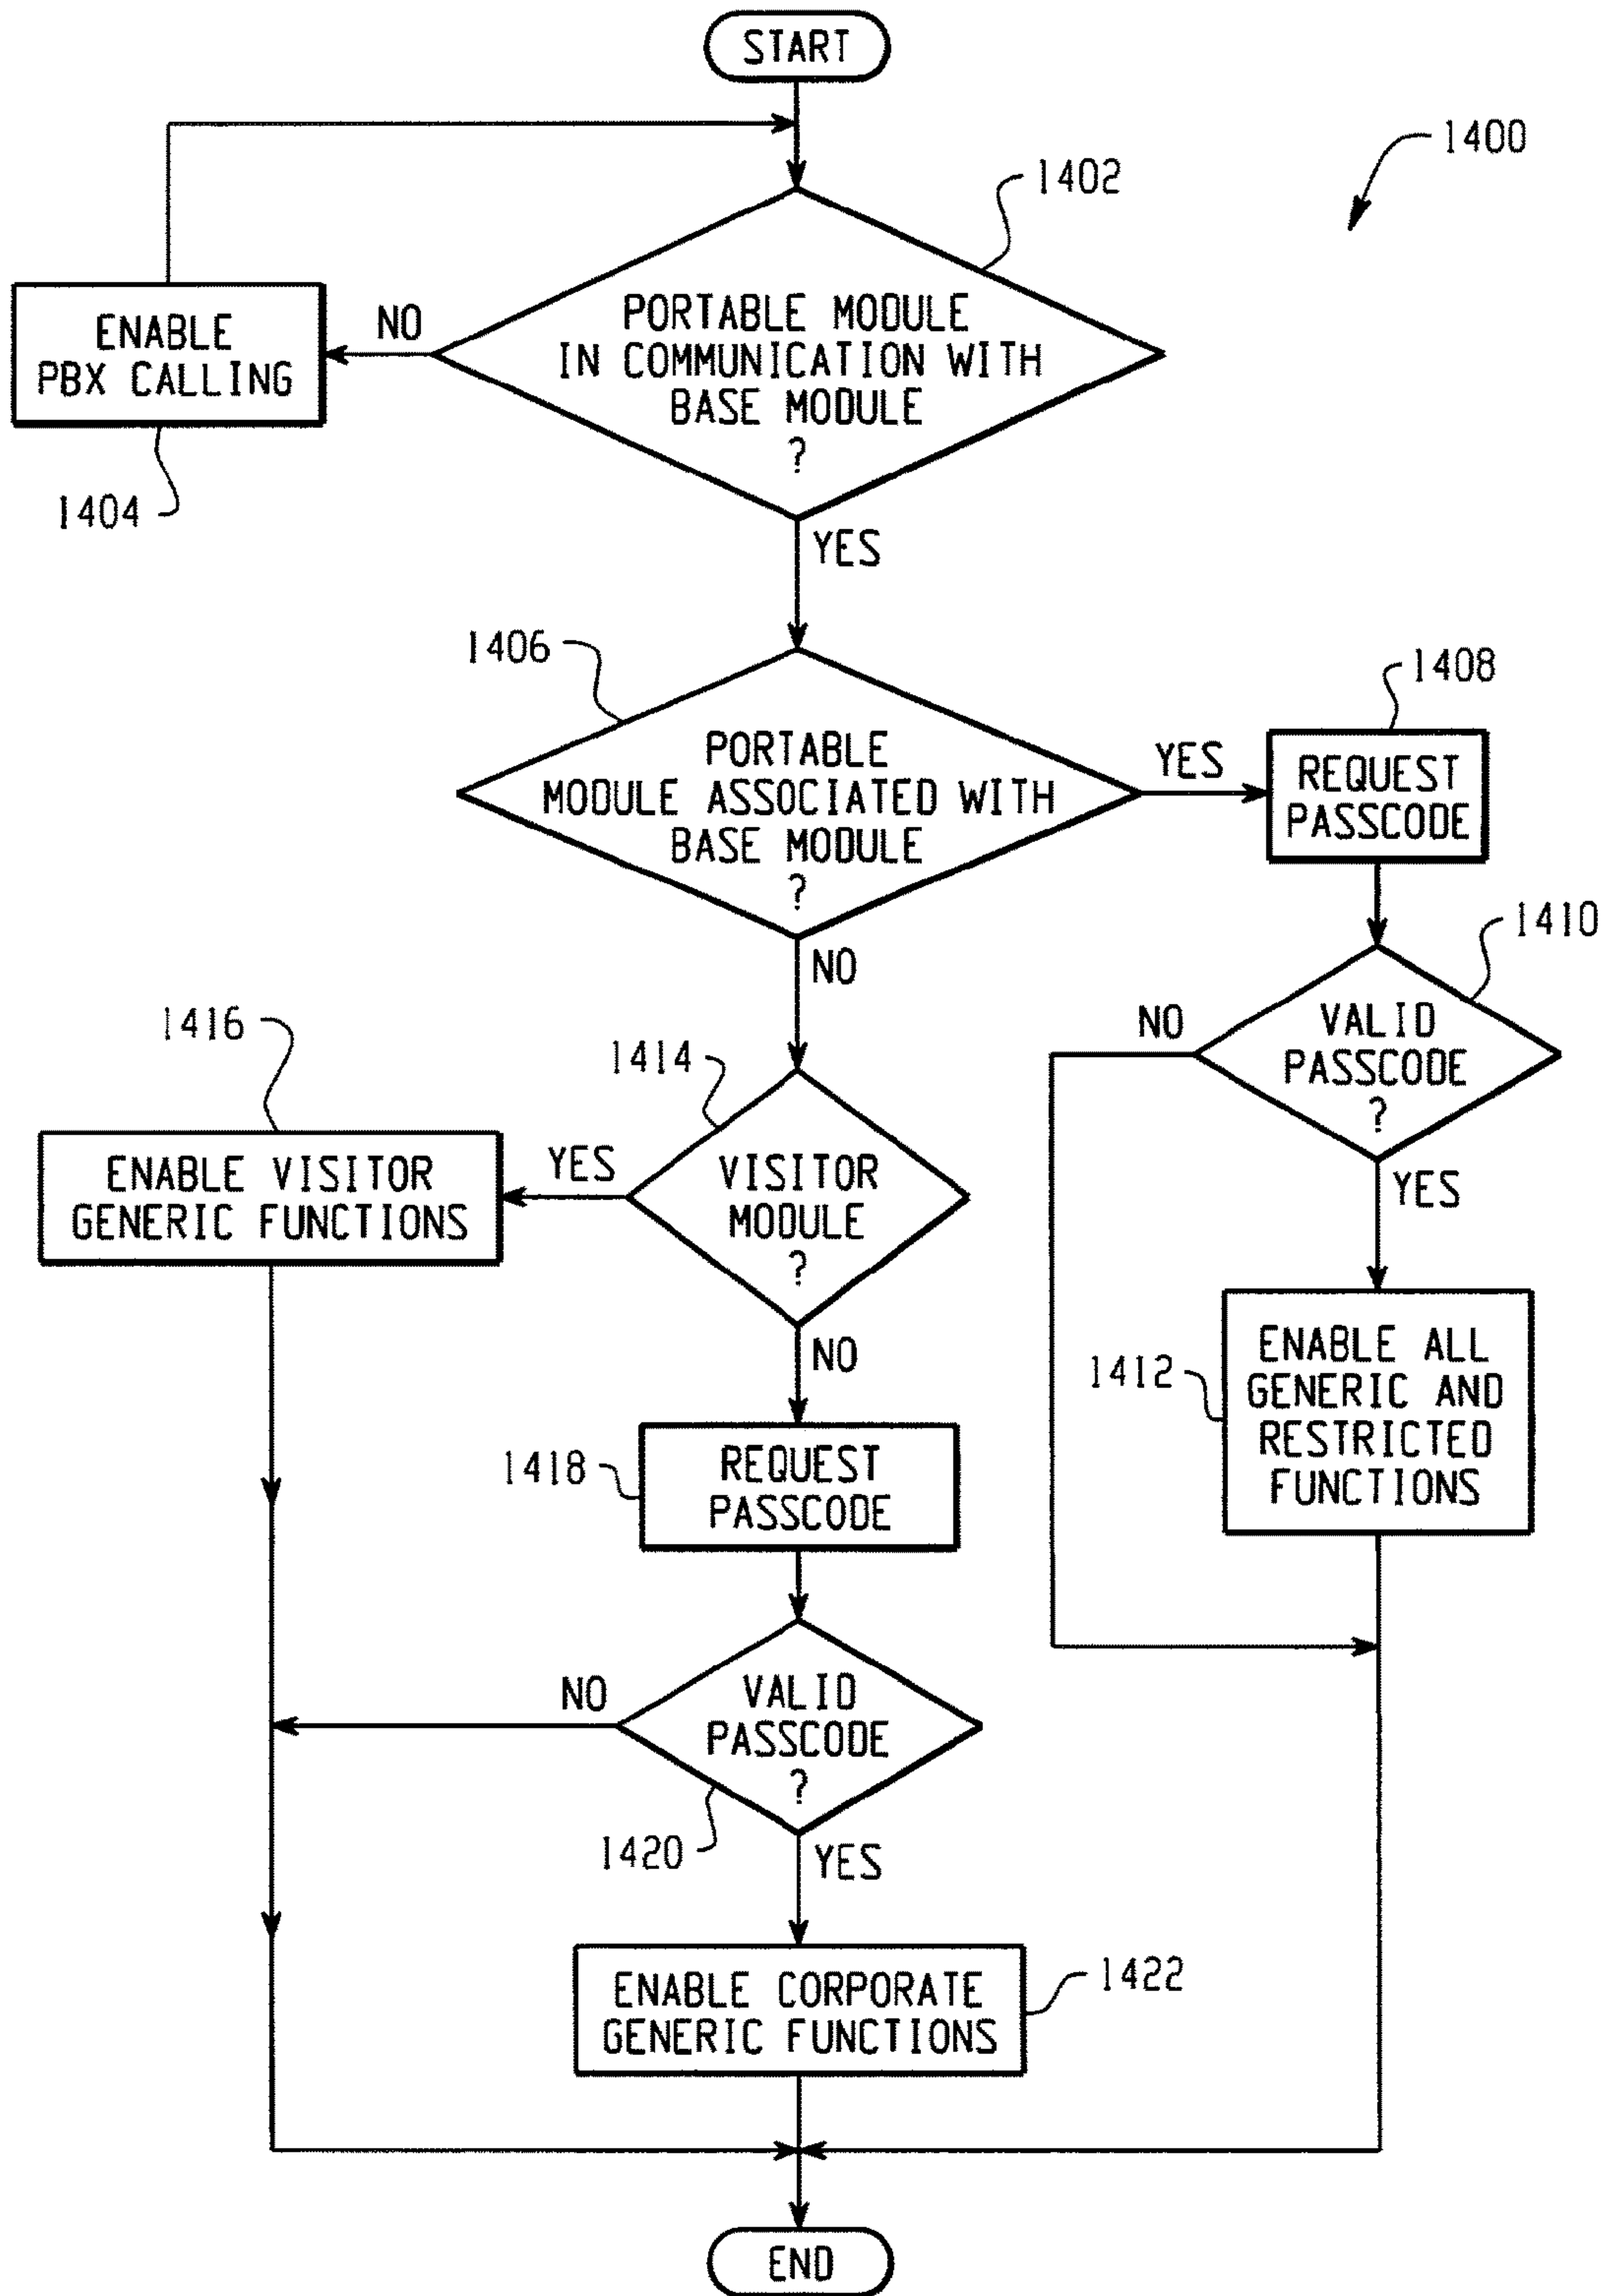 START
1400
1402
PORTABLE MODULE
IN COMMUNICATION WITH
BASE MODULE
?
NO
ENABLE
PBX CALLING
1404
YES
1406
PORTABLE
MODULE ASSOCIATED WITH
BASE MODULE
?
YES
1408
REQUEST
PASSCODE
1410
VALID
PASSCODE
?
NO
YES
1412
ENABLE ALL
GENERIC AND
RESTRICTED
FUNCTIONS
NO
1414
VISITOR
MODULE
?
YES
1416
ENABLE VISITOR
GENERIC FUNCTIONS
NO
1418
REQUEST
PASSCODE
VALID
PASSCODE
?
NO
1420
YES
ENABLE CORPORATE
GENERIC FUNCTIONS
1422
END